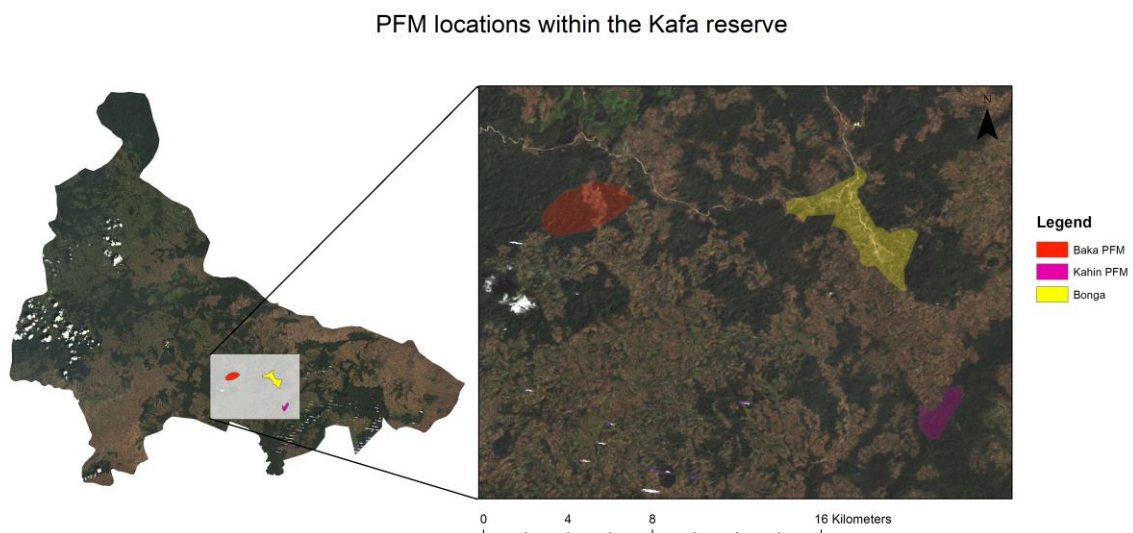 PFM locations within the Kafa reserve
N
Legend
Baka PFM
Kahin PFM
Bonga
0 4 8 16 Kilometers